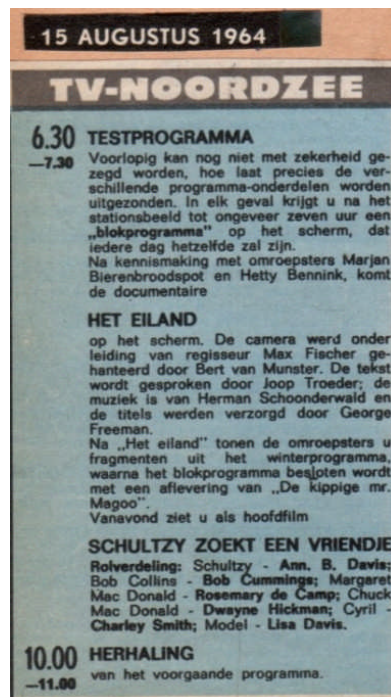 15 AUGUSTUS 1964
TV-NOORDZEE
6.30 TESTPROGRAMMA
—7.30 Voorlopig kan nog niet met zekerheid ge-
zegd worden, hoe laat precies de ver-
schillende programma-onderdelen worden
uitgezonden. In elk geval krijgt u na het
stationsbeeld tot ongeveer zeven uur een
„blokprogramma" op het scherm, dat
iedere dag hetzelfde zal zijn.
Na kennismaking met omroepsters Marjan
Bierenbroodspot en Hetty Bennink, komt
de documentaire
HET EILAND
op het scherm. De camera werd onder
leiding van regisseur Max Fischer ge-
hanteerd door Bert van Munster. De tekst
wordt gesproken door Joop Troeder; de
muziek is van Herman Schoonderwald en
de titels werden verzorgd door George
Freeman.
Na „Het eiland" tonen de omroepsters u
fragmenten uit het winterprogramma,
waarna het blokprogramma besloten wordt
met een aflevering van „De kippige mr.
Magoo".
Vanavond ziet u als hoofdfilm
SCHULTZY ZOEKT EEN VRIENDJE
Rolverdeling: Schultzy - Ann. B. Davis;
Bob Collins - Bob Cummings; Margaret
Mac Donald - Rosemary de Camp; Chuck
Mac Donald - Dwayne Hickman; Cyril -
Charley Smith; Model - Lisa Davis.
10.00 HERHALING
—11.00 van het voorgaande programma.